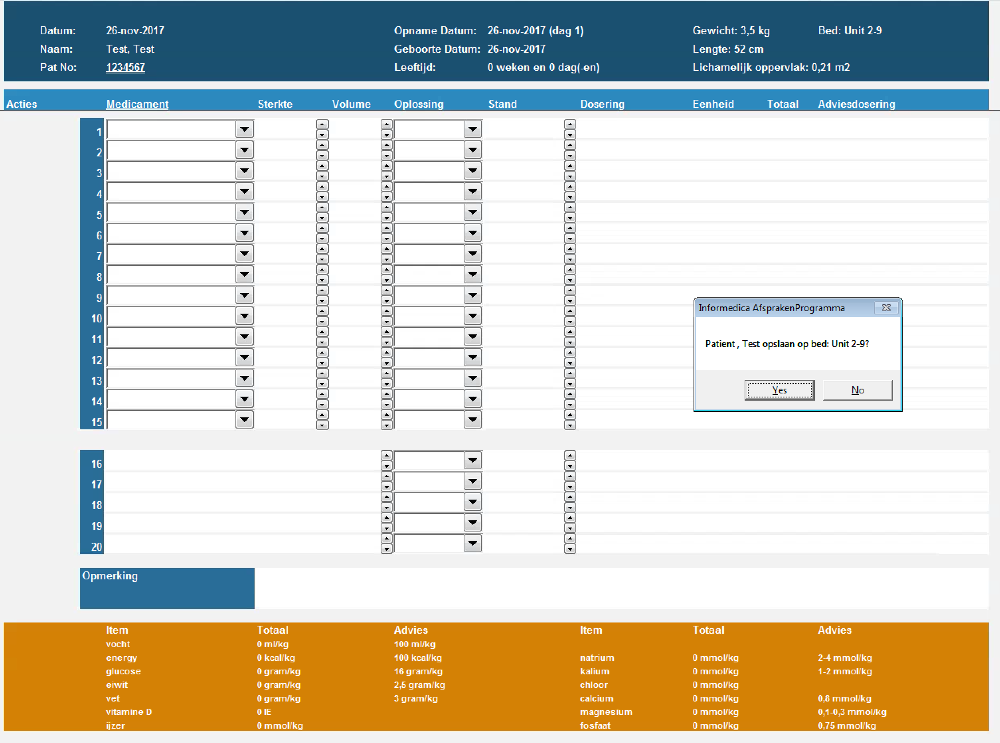 Datum: 26-nov-2017 Opname Datum: 26-nov-2017 (dag 1) Gewicht: 3,5 kg Bed: Unit 2-9
Naam: Test, Test Geboorte Datum: 26-nov-2017 Lengte: 52 cm
Pat No: 1234567 Leeftijd: 0 weken en 0 dag(-en) Lichamelijk oppervlak: 0,21 m2
Acties Medicament Sterkte Volume Oplossing Stand Dosering Eenheid Totaal Adviesdosering
1
2
3
4
5
6
7
8
9
10
11
12
13
14
15
Informedica AfsprakenProgramma
Patient , Test opslaan op bed: Unit 2-9?
Yes No
16
17
18
19
20
Opmerking
Item Totaal Advies Item Totaal Advies
vocht 0 ml/kg 100 ml/kg
energy 0 kcal/kg 100 kcal/kg natrium 0 mmol/kg 2-4 mmol/kg
glucose 0 gram/kg 16 gram/kg kalium 0 mmol/kg 1-2 mmol/kg
eiwit 0 gram/kg 2,5 gram/kg chloor 0 mmol/kg
vet 0 gram/kg 3 gram/kg calcium 0 mmol/kg 0,8 mmol/kg
vitamine D 0 IE magnesium 0 mmol/kg 0,1-0,3 mmol/kg
ijzer 0 mmol/kg fosfaat 0 mmol/kg 0,75 mmol/kg